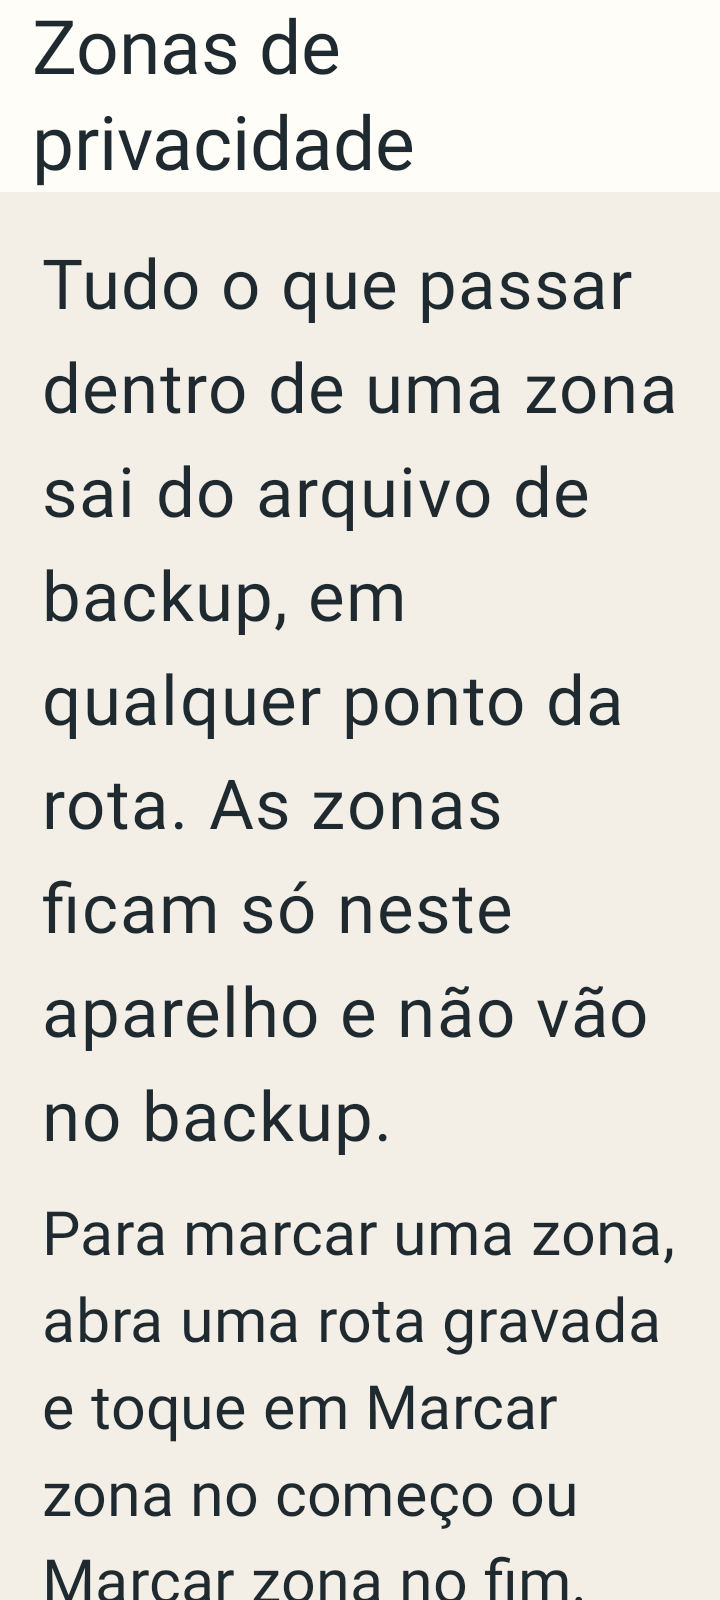 Zonas de
privacidade
Tudo o que passar
dentro de uma zona
sai do arquivo de
backup, em
qualquer ponto da
rota. As zonas
ficam só neste
aparelho e não vão
no backup.
Para marcar uma zona,
abra uma rota gravada
e toque em Marcar
zona no começo ou
Marcar zona no fim.